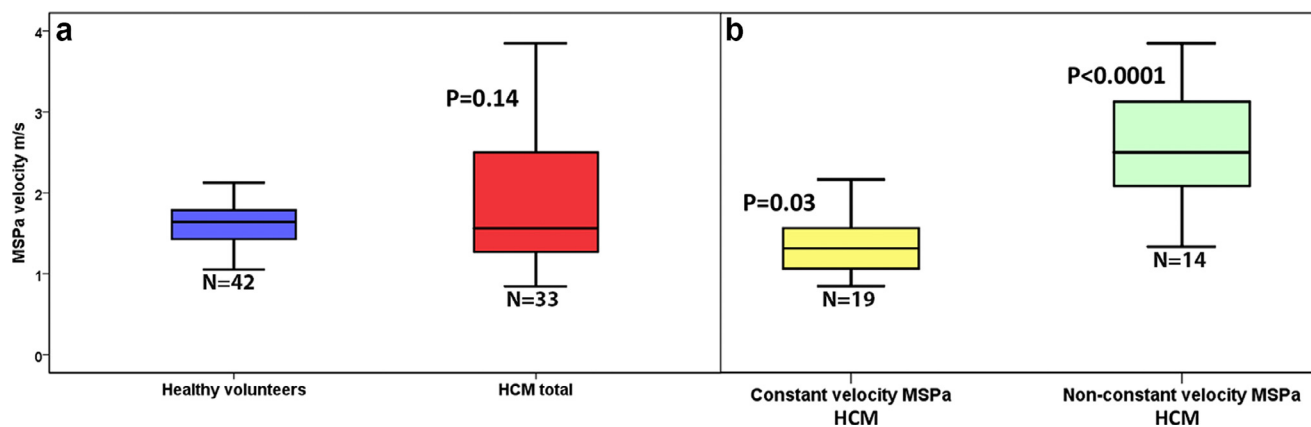 a
b
MSPa velocity m/s
4
3
2
1
0
P=0.14
N=42
N=33
Healthy volunteers
HCM total
P=0.03
P<0.0001
N=19
N=14
Constant velocity MSPa
HCM
Non-constant velocity MSPa
HCM